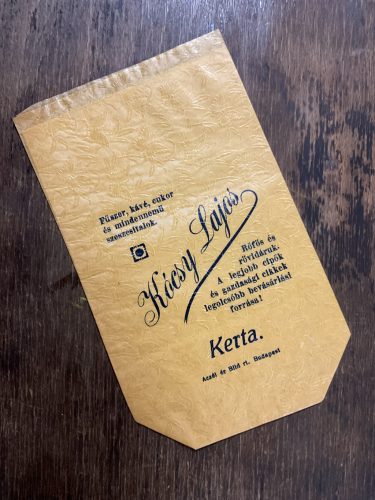 Fűszer, kávé, cukor
és mindennemű
szeszesitalok.
Kócsy Lajos
Rőfös és
rövidáruk.
A legjobb cipők
és gazdasági cikkek
legolcsóbb bevásárlási
forrása!
Kerta.
Aczél és Bild rt. Budapest